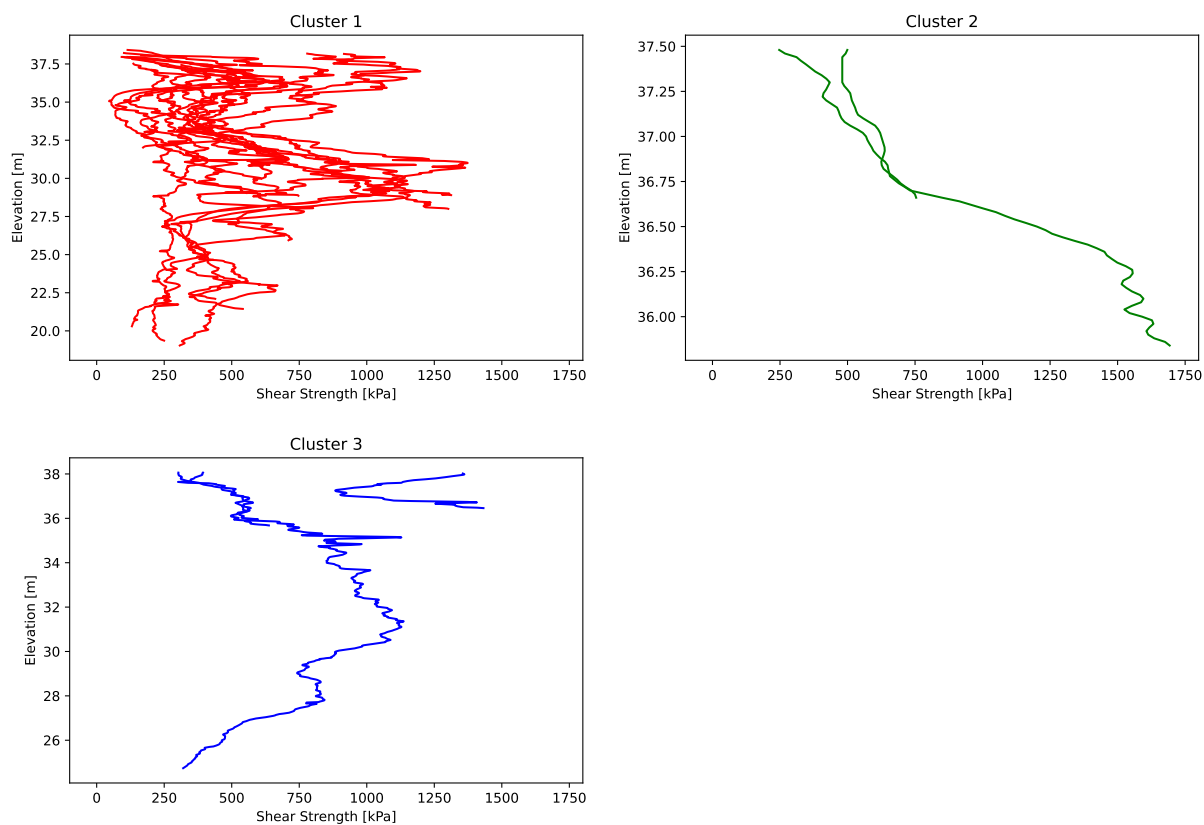 Cluster 1
37.5
35.0
32.5
30.0
27.5
25.0
22.5
20.0
Elevation [m]
0 250 500 750 1000 1250 1500 1750
Shear Strength [kPa]
Cluster 2
37.50
37.25
37.00
36.75
36.50
36.25
36.00
Elevation [m]
0 250 500 750 1000 1250 1500 1750
Shear Strength [kPa]
Cluster 3
38
36
34
32
30
28
26
Elevation [m]
0 250 500 750 1000 1250 1500 1750
Shear Strength [kPa]